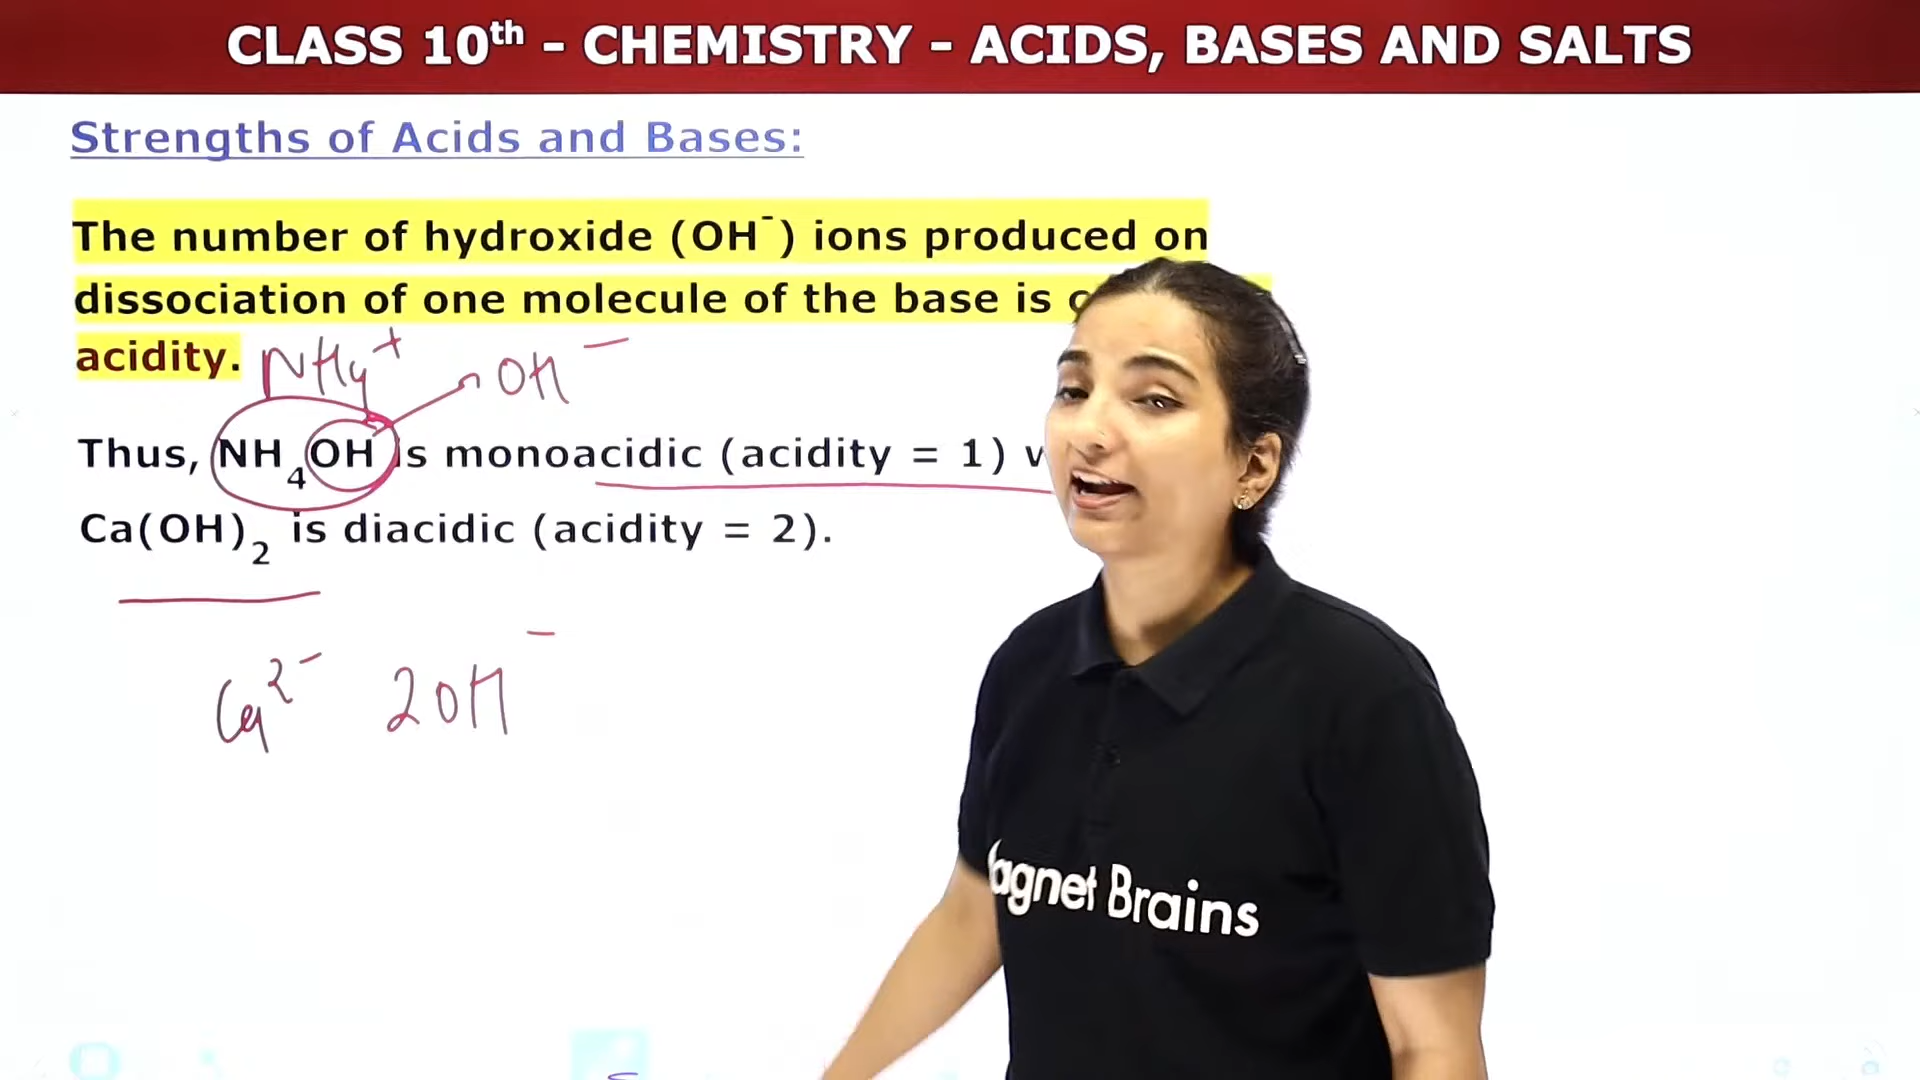 CLASS 10th - CHEMISTRY - ACIDS, BASES AND SALTS
Strengths of Acids and Bases:
The number of hydroxide (OH⁻) ions produced on
dissociation of one molecule of the base is
acidity.
NH₄⁺
OH⁻
Thus, NH₄OH is monoacidic (acidity = 1)
Ca(OH)₂ is diacidic (acidity = 2).
Ca²⁻ 2OH⁻
agnet Brains